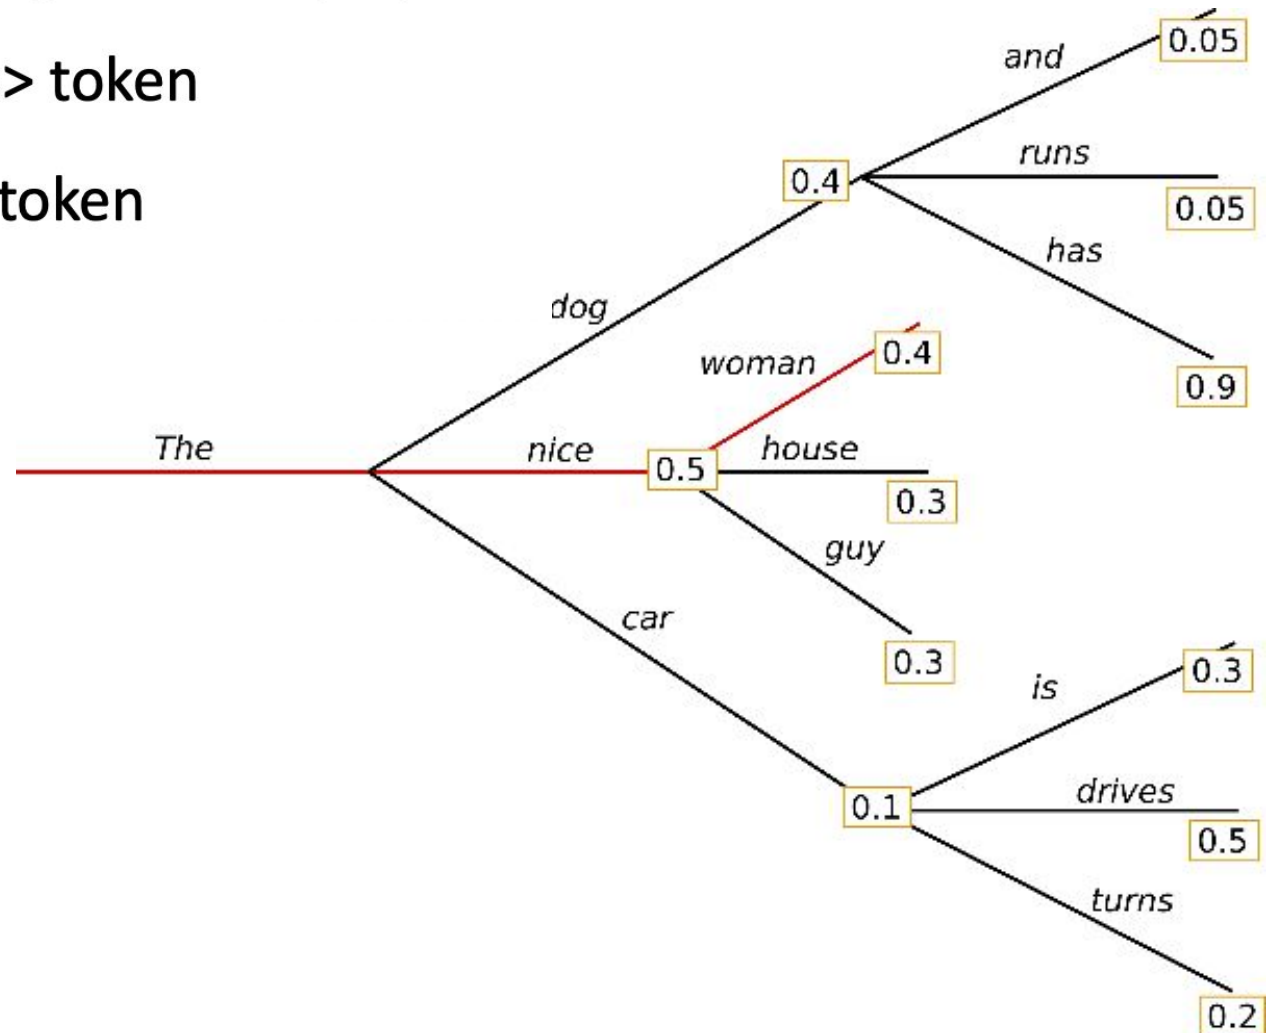 > token
token
and
0.05
runs
0.4
0.05
has
dog
woman
0.4
0.9
The
nice
0.5
house
0.3
guy
car
0.3
is
0.3
drives
0.1
0.5
turns
0.2